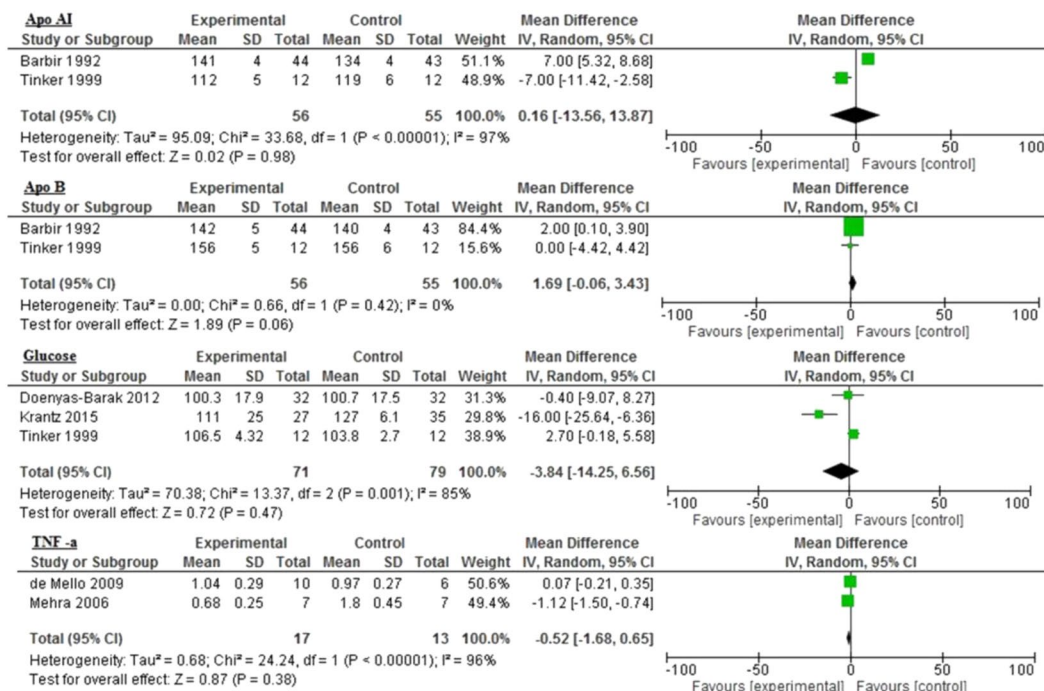 Apo AI Experimental Control Mean Difference Mean Difference
Study or Subgroup Mean SD Total Mean SD Total Weight IV, Random, 95% CI IV, Random, 95% CI
Barbir 1992 141 4 44 134 4 43 51.1% 7.00 [5.32, 8.68]
Tinker 1999 112 5 12 119 6 12 48.9% -7.00 [-11.42, -2.58]
Total (95% CI) 56 55 100.0% 0.16 [-13.56, 13.87]
Heterogeneity: Tau² = 95.09; Chi² = 33.68, df = 1 (P < 0.00001); I² = 97%
Test for overall effect: Z = 0.02 (P = 0.98)
-100 -50 0 50 100
Favours [experimental] Favours [control]
Apo B Experimental Control Mean Difference Mean Difference
Study or Subgroup Mean SD Total Mean SD Total Weight IV, Random, 95% CI IV, Random, 95% CI
Barbir 1992 142 5 44 140 4 43 84.4% 2.00 [0.10, 3.90]
Tinker 1999 156 5 12 156 6 12 15.6% 0.00 [-4.42, 4.42]
Total (95% CI) 56 55 100.0% 1.69 [-0.06, 3.43]
Heterogeneity: Tau² = 0.00; Chi² = 0.66, df = 1 (P = 0.42); I² = 0%
Test for overall effect: Z = 1.89 (P = 0.06)
-100 -50 0 50 100
Favours [experimental] Favours [control]
Glucose Experimental Control Mean Difference Mean Difference
Study or Subgroup Mean SD Total Mean SD Total Weight IV, Random, 95% CI IV, Random, 95% CI
Doenyas-Barak 2012 100.3 17.9 32 100.7 17.5 32 31.3% -0.40 [-9.07, 8.27]
Krantz 2015 111 25 27 127 6.1 35 29.8% -16.00 [-25.64, -6.36]
Tinker 1999 106.5 4.32 12 103.8 2.7 12 38.9% 2.70 [-0.18, 5.58]
Total (95% CI) 71 79 100.0% -3.84 [-14.25, 6.56]
Heterogeneity: Tau² = 70.38; Chi² = 13.37, df = 2 (P = 0.001); I² = 85%
Test for overall effect: Z = 0.72 (P = 0.47)
-100 -50 0 50 100
Favours [experimental] Favours [control]
TNF -a Experimental Control Mean Difference Mean Difference
Study or Subgroup Mean SD Total Mean SD Total Weight IV, Random, 95% CI IV, Random, 95% CI
de Mello 2009 1.04 0.29 10 0.97 0.27 6 50.6% 0.07 [-0.21, 0.35]
Mehra 2006 0.68 0.25 7 1.8 0.45 7 49.4% -1.12 [-1.50, -0.74]
Total (95% CI) 17 13 100.0% -0.52 [-1.68, 0.65]
Heterogeneity: Tau² = 0.68; Chi² = 24.24, df = 1 (P < 0.00001); I² = 96%
Test for overall effect: Z = 0.87 (P = 0.38)
-100 -50 0 50 100
Favours [experimental] Favours [control]